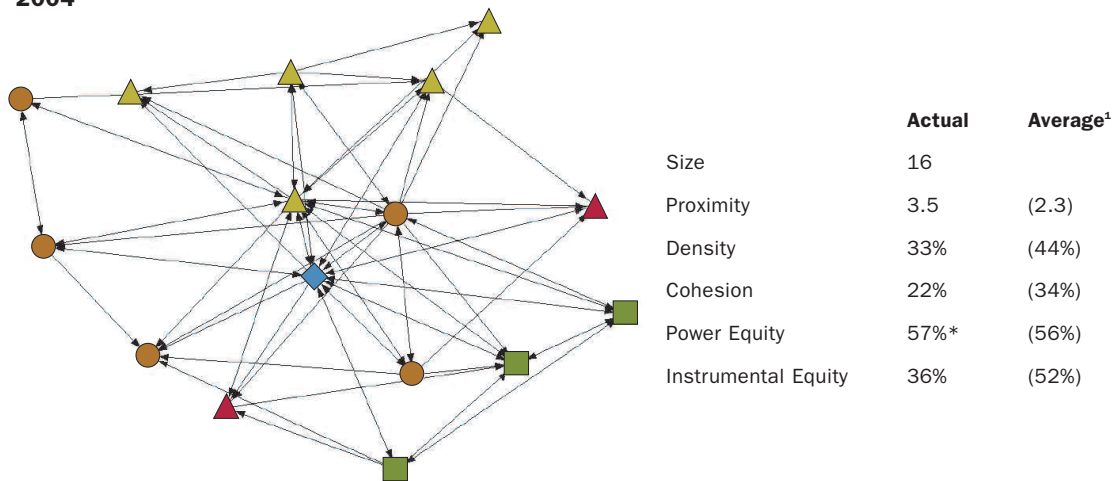 2004
Actual Average¹
Size 16
Proximity 3.5 (2.3)
Density 33% (44%)
Cohesion 22% (34%)
Power Equity 57%* (56%)
Instrumental Equity 36% (52%)